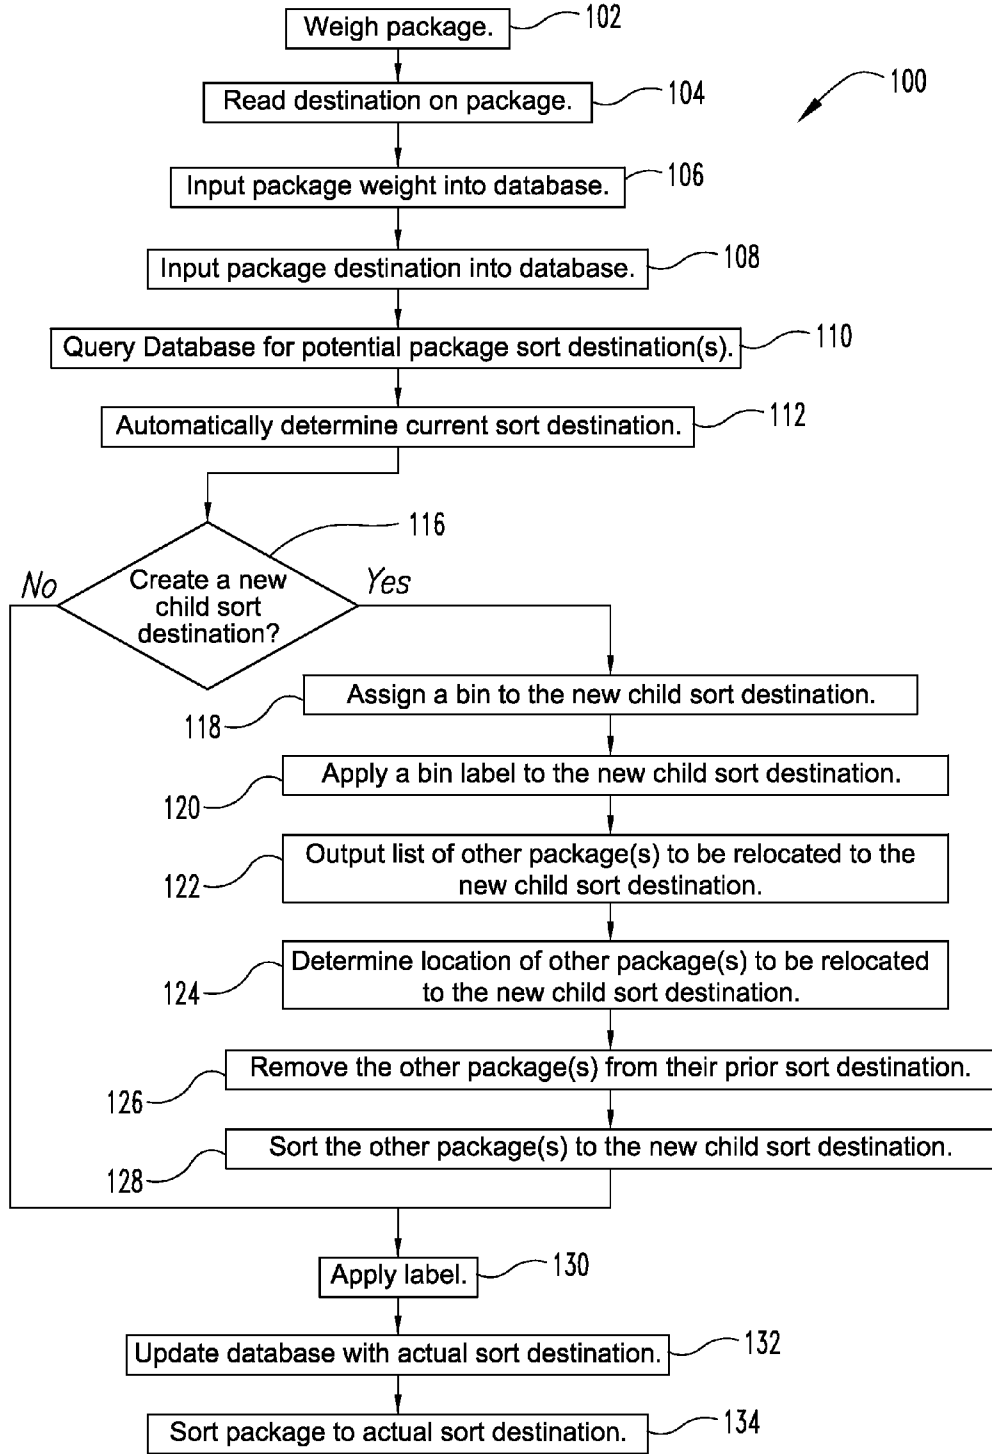 Weigh package.
102
100
Read destination on package.
104
Input package weight into database.
106
Input package destination into database.
108
Query Database for potential package sort destination(s).
110
Automatically determine current sort destination.
112
116
No
Create a new
child sort
destination?
Yes
Assign a bin to the new child sort destination.
118
Apply a bin label to the new child sort destination.
120
Output list of other package(s) to be relocated to the
new child sort destination.
122
Determine location of other package(s) to be relocated
to the new child sort destination.
124
Remove the other package(s) from their prior sort destination.
126
Sort the other package(s) to the new child sort destination.
128
Apply label.
130
Update database with actual sort destination.
132
Sort package to actual sort destination.
134